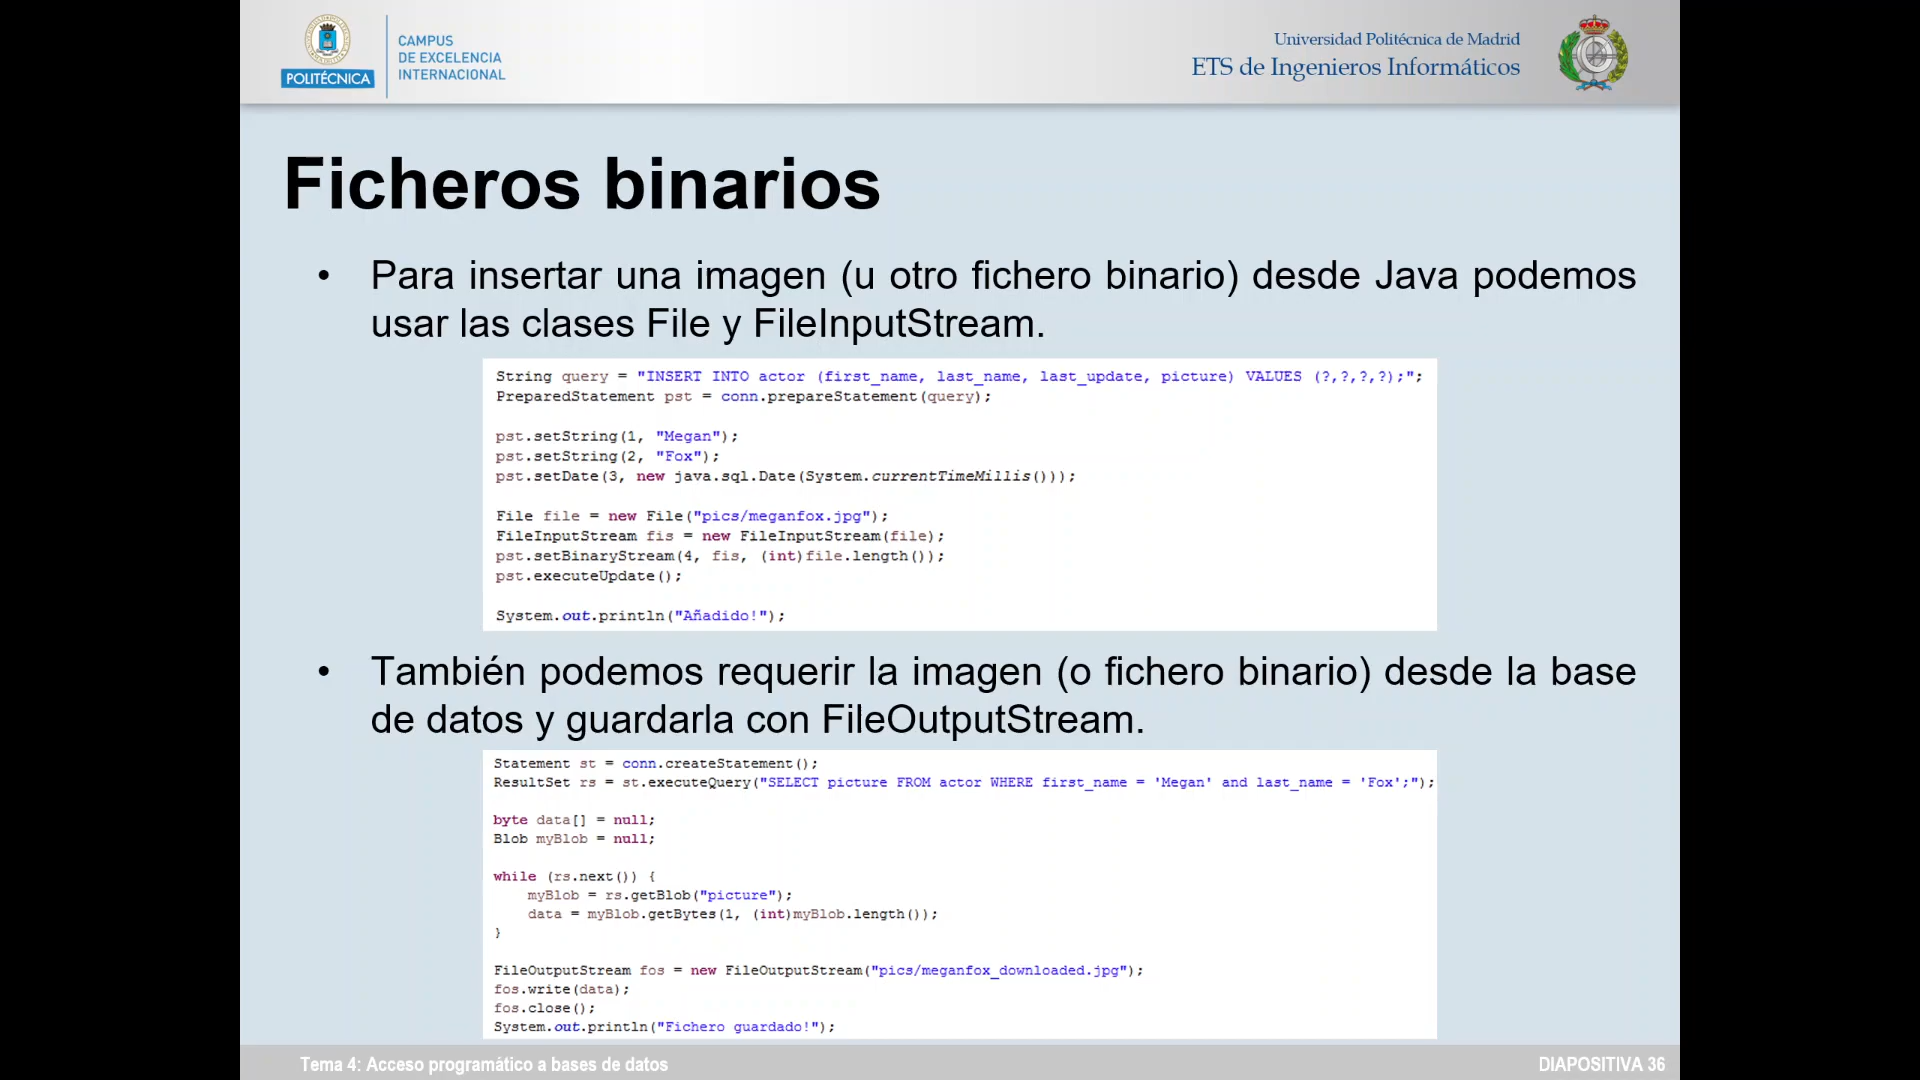 POLITÉCNICA
CAMPUS
DE EXCELENCIA
INTERNACIONAL
Universidad Politécnica de Madrid
ETS de Ingenieros Informáticos
Ficheros binarios
• Para insertar una imagen (u otro fichero binario) desde Java podemos
usar las clases File y FileInputStream.
String query = "INSERT INTO actor (first_name, last_name, last_update, picture) VALUES (?,?,?,?);";
PreparedStatement pst = conn.prepareStatement(query);
pst.setString(1, "Megan");
pst.setString(2, "Fox");
pst.setDate(3, new java.sql.Date(System.currentTimeMillis()));
File file = new File("pics/meganfox.jpg");
FileInputStream fis = new FileInputStream(file);
pst.setBinaryStream(4, fis, (int)file.length());
pst.executeUpdate();
System.out.println("Añadido!");
• También podemos requerir la imagen (o fichero binario) desde la base
de datos y guardarla con FileOutputStream.
Statement st = conn.createStatement();
ResultSet rs = st.executeQuery("SELECT picture FROM actor WHERE first_name = 'Megan' and last_name = 'Fox';");
byte data[] = null;
Blob myBlob = null;
while (rs.next()) {
myBlob = rs.getBlob("picture");
data = myBlob.getBytes(1, (int)myBlob.length());
}
FileOutputStream fos = new FileOutputStream("pics/meganfox_downloaded.jpg");
fos.write(data);
fos.close();
System.out.println("Fichero guardado!");
Tema 4: Acceso programático a bases de datos
DIAPOSITIVA 36